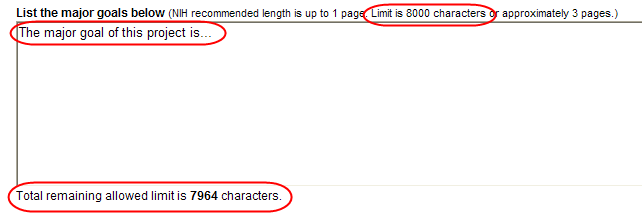 List the major goals below (NIH recommended length is up to 1 page. Limit is 8000 characters or approximately 3 pages.)
The major goal of this project is...
Total remaining allowed limit is 7964 characters.